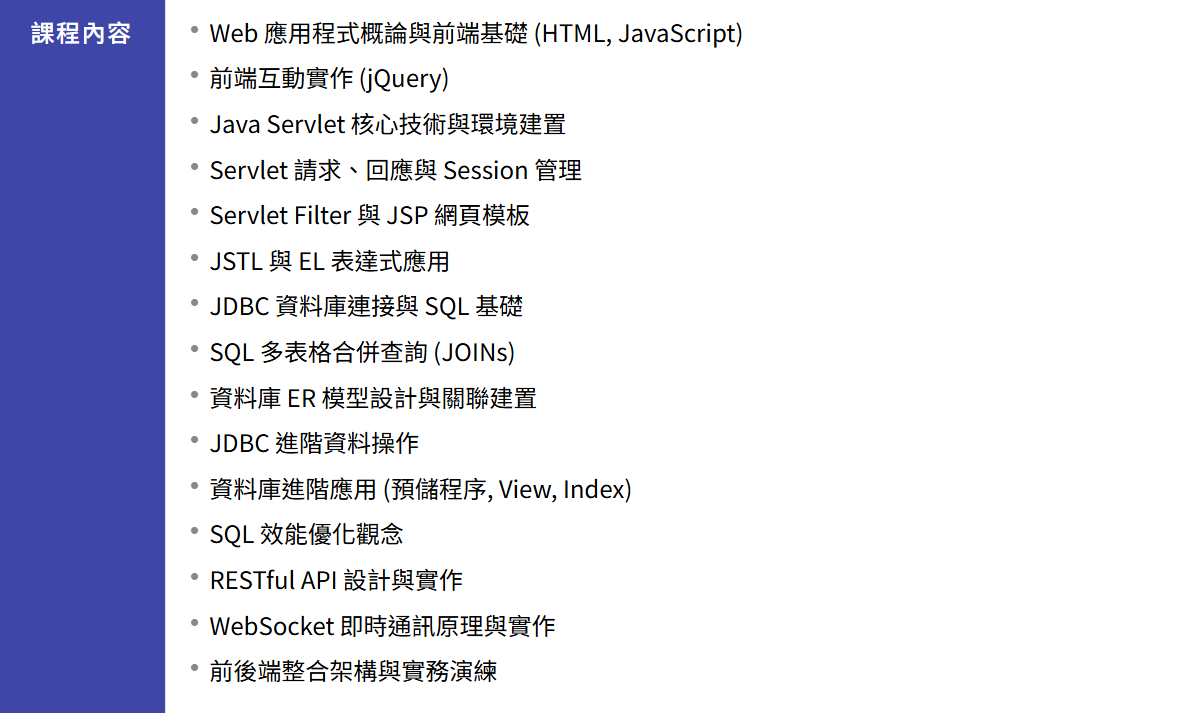 課程內容
• Web 應用程式概論與前端基礎 (HTML, JavaScript)
• 前端互動實作 (jQuery)
• Java Servlet 核心技術與環境建置
• Servlet 請求、回應與 Session 管理
• Servlet Filter 與 JSP 網頁模板
• JSTL 與 EL 表達式應用
• JDBC 資料庫連接與 SQL 基礎
• SQL 多表格合併查詢 (JOINs)
• 資料庫 ER 模型設計與關聯建置
• JDBC 進階資料操作
• 資料庫進階應用 (預儲程序, View, Index)
• SQL 效能優化觀念
• RESTful API 設計與實作
• WebSocket 即時通訊原理與實作
• 前後端整合架構與實務演練